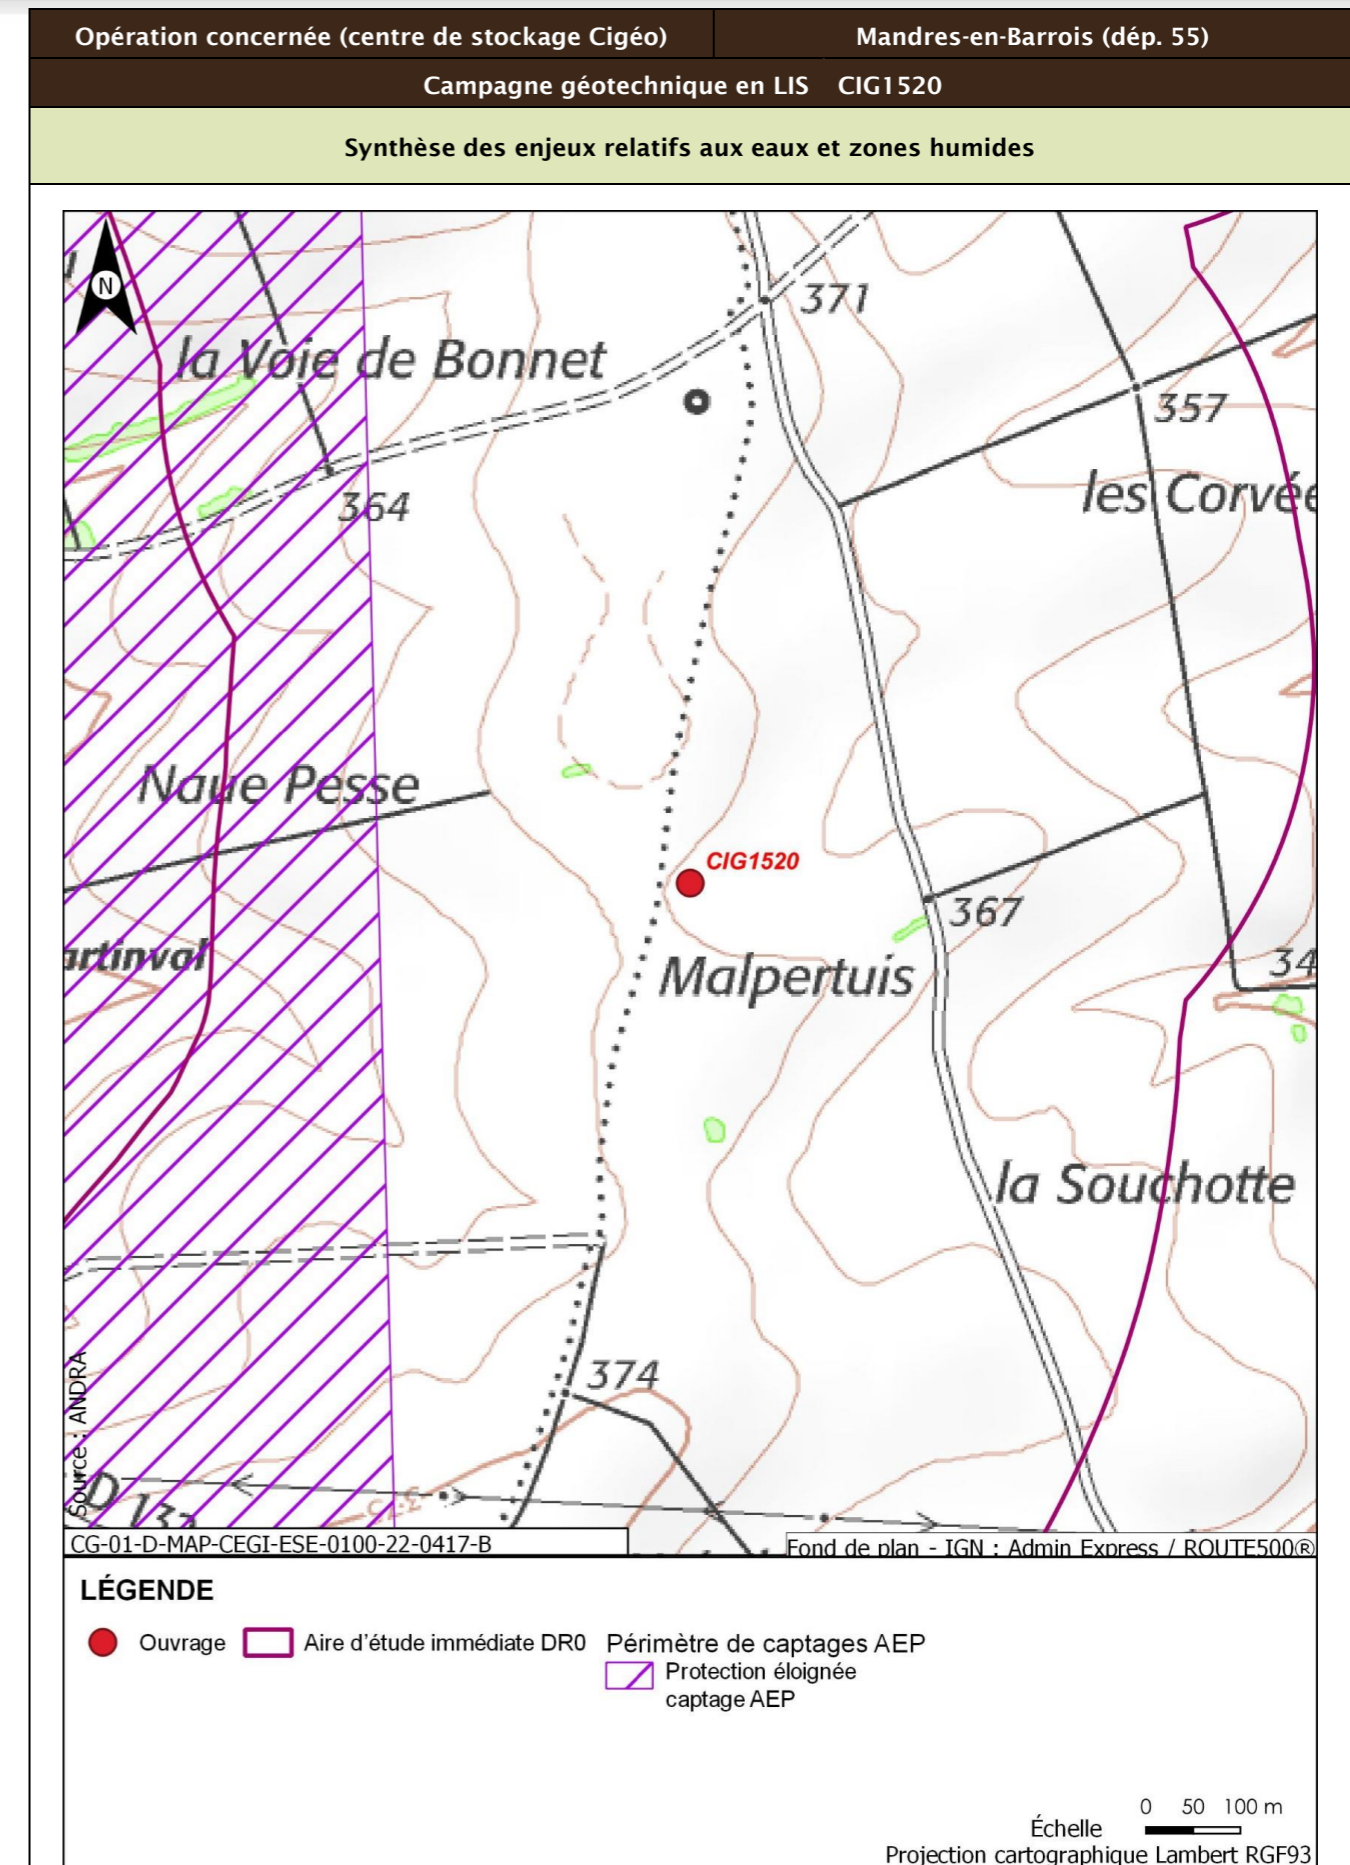 Opération concernée (centre de stockage Cigéo) Mandres-en-Barrois (dép. 55)
Campagne géotechnique en LIS CIG1520
Synthèse des enjeux relatifs aux eaux et zones humides
N
371
la Voie de Bonnet
357
364
les Corvée
Naue Pesse
CIG1520
367
artinval
34
Malpertuis
la Souchotte
374
Source : ANDRA
D 132
375
CG-01-D-MAP-CEGI-ESE-0100-22-0417-B
Fond de plan - IGN : Admin Express / ROUTE500®
LÉGENDE
Ouvrage Aire d'étude immédiate DR0 Périmètre de captages AEP
Protection éloignée
captage AEP
0 50 100 m
Échelle
Projection cartographique Lambert RGF93